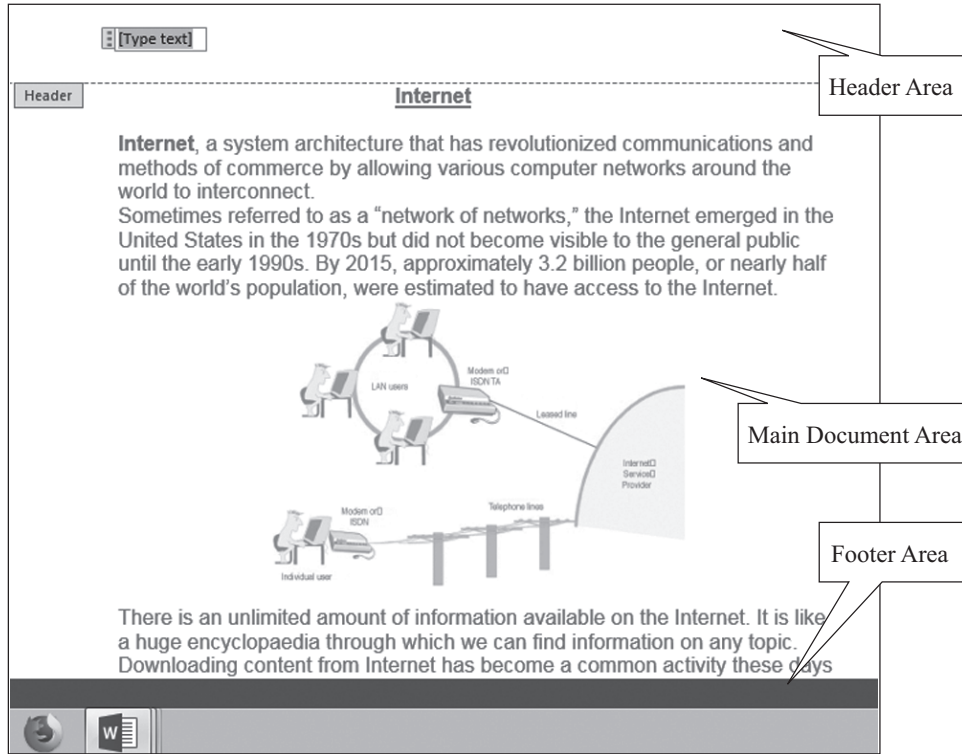 [Type text]
Header Area
Header
Internet
Internet, a system architecture that has revolutionized communications and
methods of commerce by allowing various computer networks around the
world to interconnect.
Sometimes referred to as a “network of networks,” the Internet emerged in the
United States in the 1970s but did not become visible to the general public
until the early 1990s. By 2015, approximately 3.2 billion people, or nearly half
of the world’s population, were estimated to have access to the Internet.
LAN users
Modem or□
ISDN TA
Leased line
Main Document Area
Internet□
Service□
Provider
Modem or□
ISDN
Telephone lines
Individual user
Footer Area
There is an unlimited amount of information available on the Internet. It is like
a huge encyclopaedia through which we can find information on any topic.
Downloading content from Internet has become a common activity these days
W